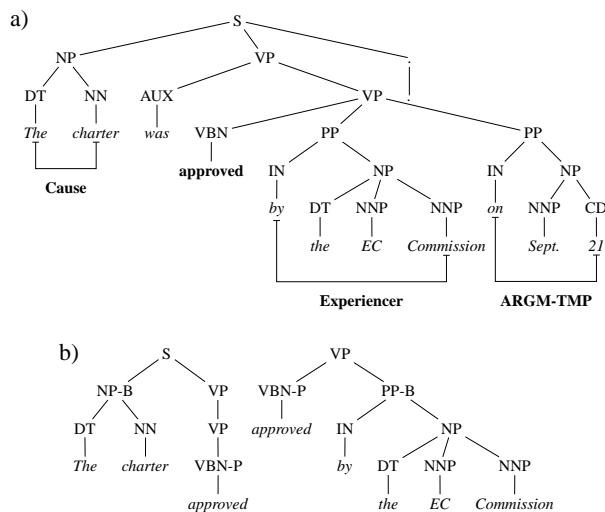 a)
S
NP VP .
DT NN AUX VP .
The charter was VBN PP PP
approved IN NP IN NP
Cause
by DT NNP NNP on NNP CD
the EC Commission Sept. 21
Experiencer ARGM-TMP
b)
S VP
NP-B VP VBN-P PP-B
DT NN VP approved IN NP
The charter VBN-P by DT NNP NNP
approved the EC Commission